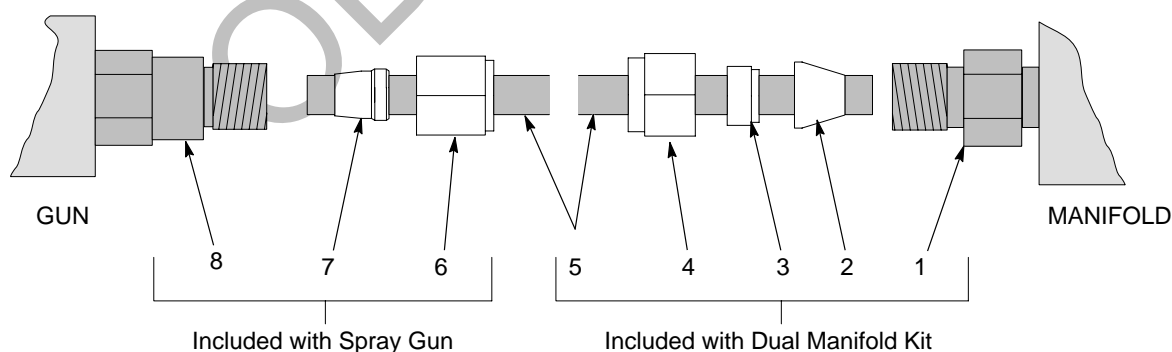 GUN
MANIFOLD
8 7 6 5 4 3 2 1
Included with Spray Gun
Included with Dual Manifold Kit